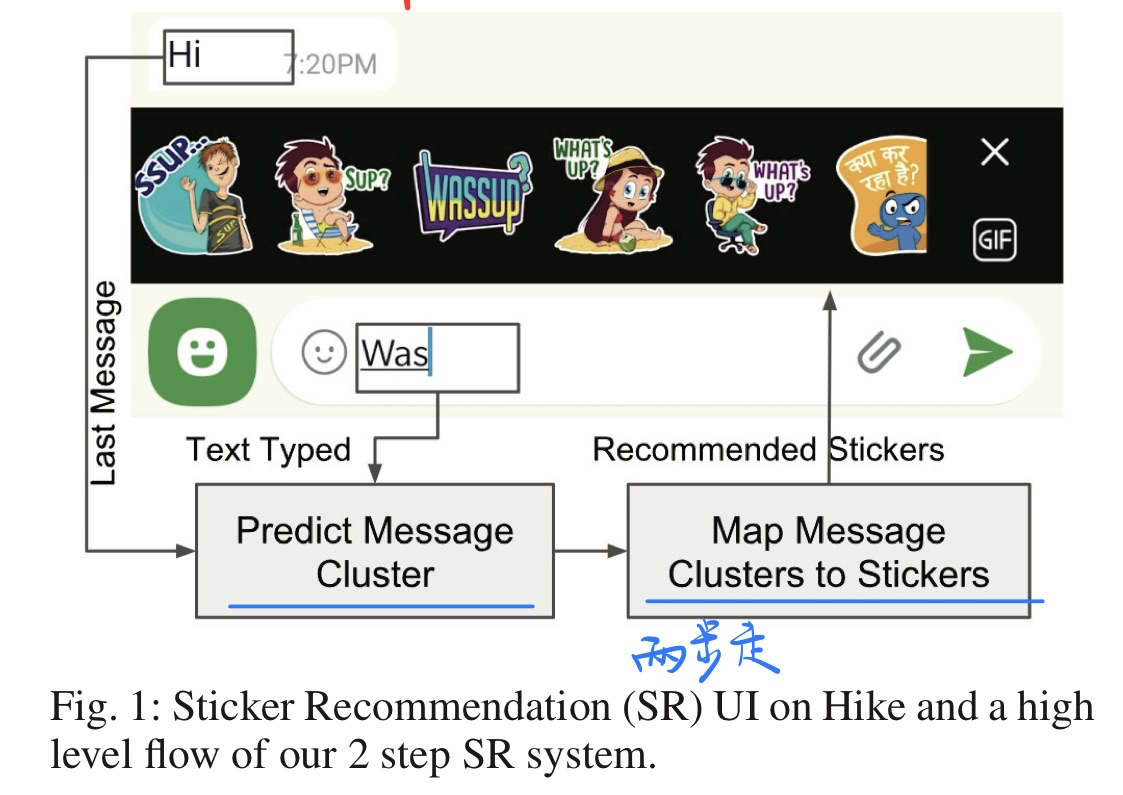 Hi
7:20PM
SSUP...
Sup
SUP?
WASSUP?
WHAT'S
UP?
WHAT'S
UP?
क्या कर
रहा है?
GIF
Was
Last Message
Text Typed
Recommended Stickers
Predict Message
Cluster
Map Message
Clusters to Stickers
两步走
Fig. 1: Sticker Recommendation (SR) UI on Hike and a high
level flow of our 2 step SR system.